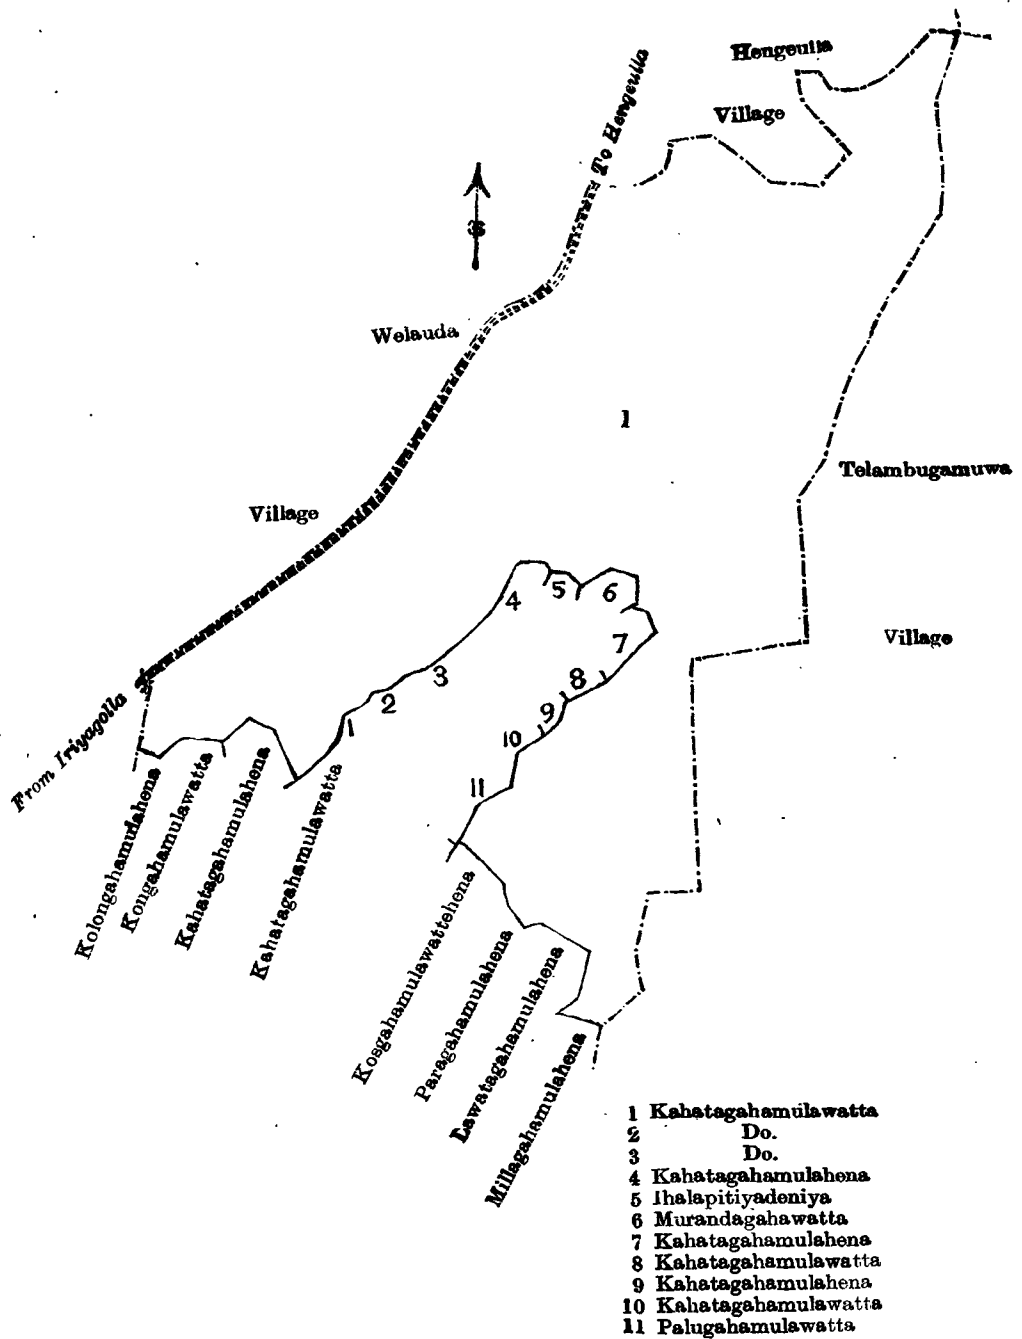 Hengeulla
Village
To Hengeulla
Welauda
1
Telambugamuwa
Village
Village
From Iriyagolla
4
5
6
7
3
8
2
9
1
10
11
Kolongahamulahena
Kongahamulawatta
Kahatagahamulahena
Kahatagahamulawatta
Kosgahamulawattehena
Paragahamulahena
Lawatagahamulahena
Millagahamulahena
1 Kahatagahamulawatta
2 Do.
3 Do.
4 Kahatagahamulahena
5 Ihalapitiyadeniya
6 Murandagahawatta
7 Kahatagahamulahena
8 Kahatagahamulawatta
9 Kahatagahamulahena
10 Kahatagahamulawatta
11 Palugahamulawatta